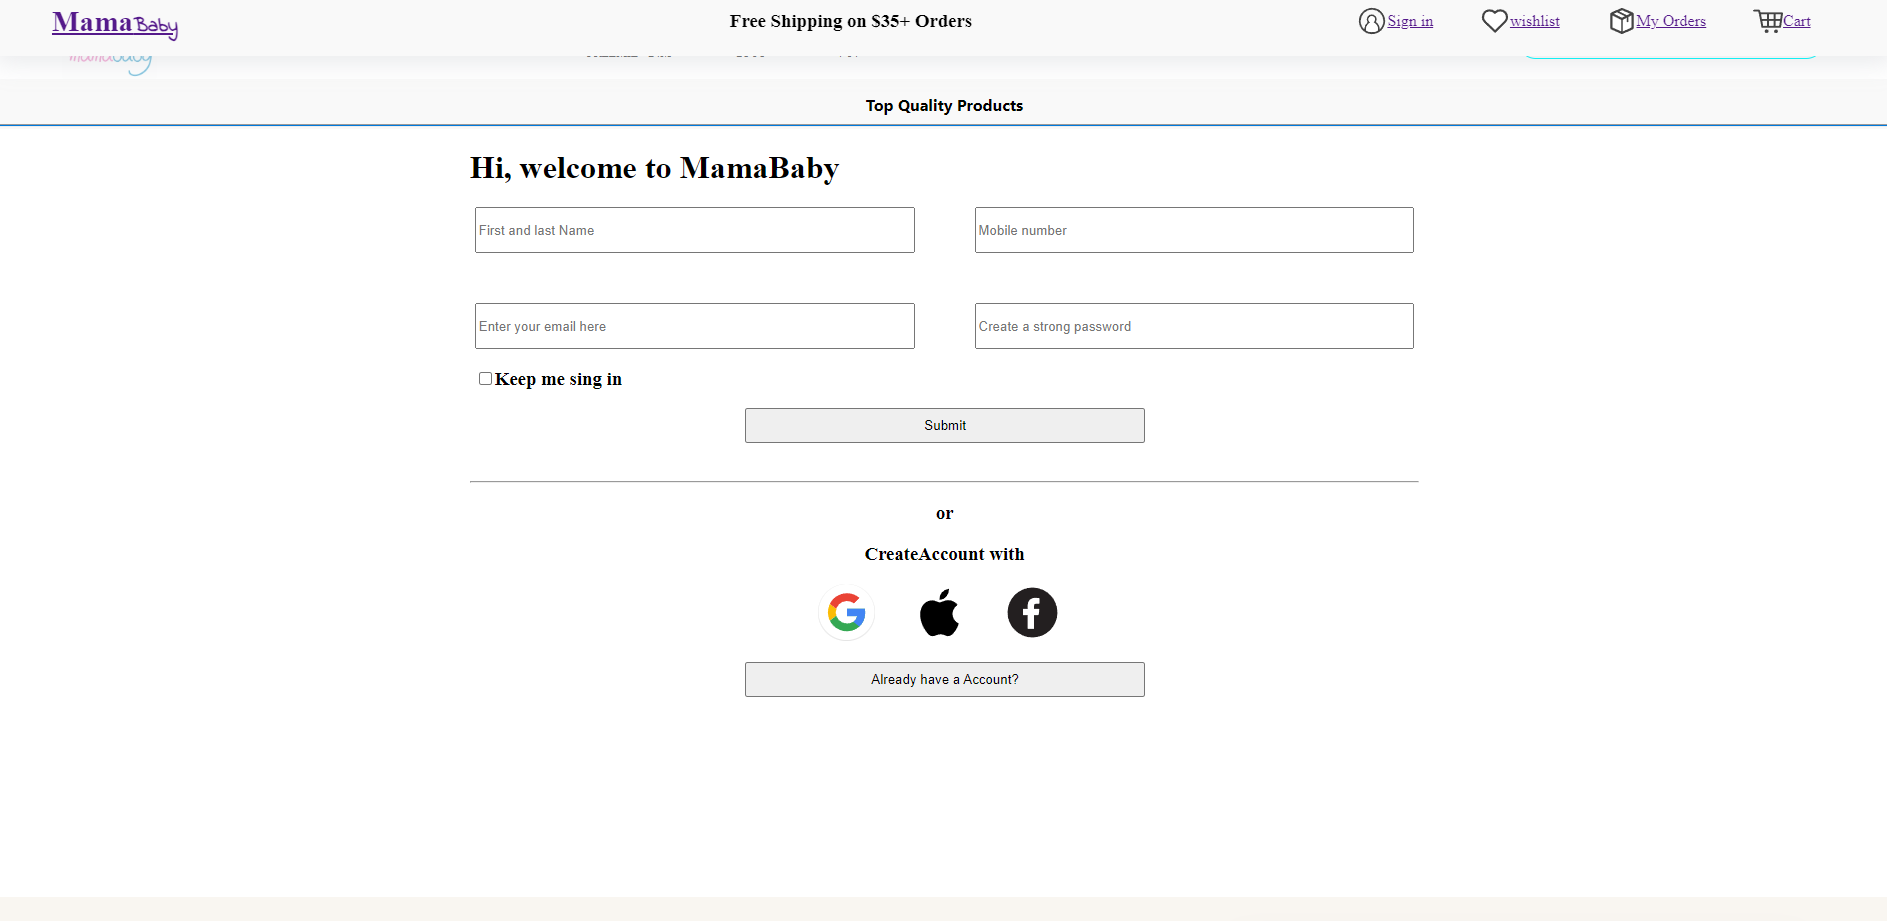 MamaBaby
Free Shipping on $35+ Orders
Sign in
wishlist
My Orders
Cart
mamababy
Top Quality Products
Hi, welcome to MamaBaby
First and last Name
Mobile number
Enter your email here
Create a strong password
Keep me sing in
Submit
or
CreateAccount with
Already have a Account?